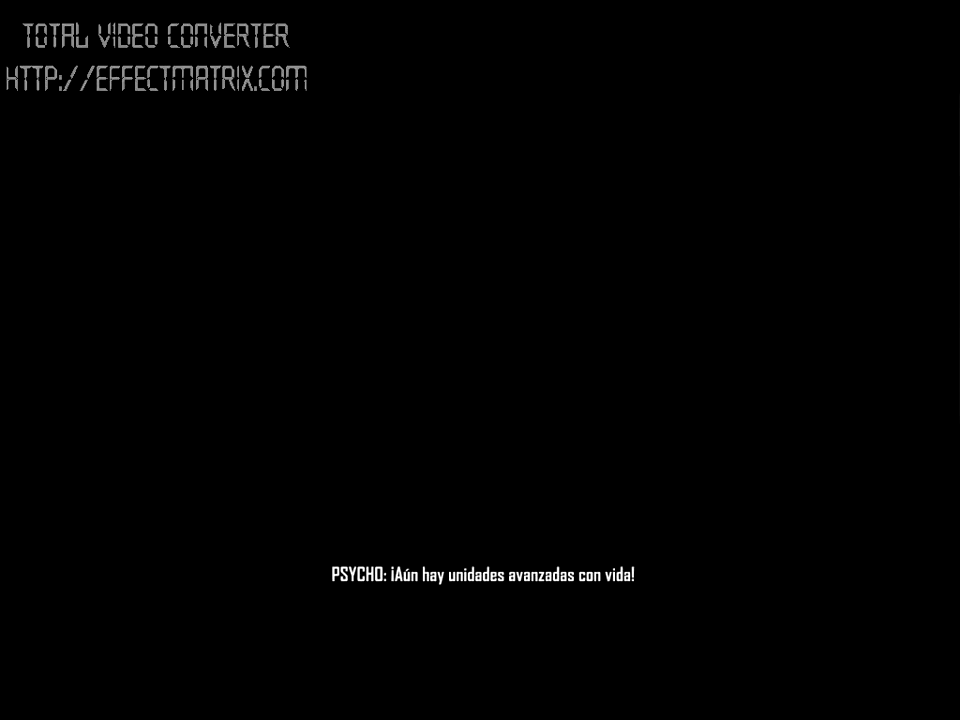 TOTAL VIDEO CONVERTER
HTTP://EFFECTMATRIX.COM
PSYCHO: ¡Aún hay unidades avanzadas con vida!